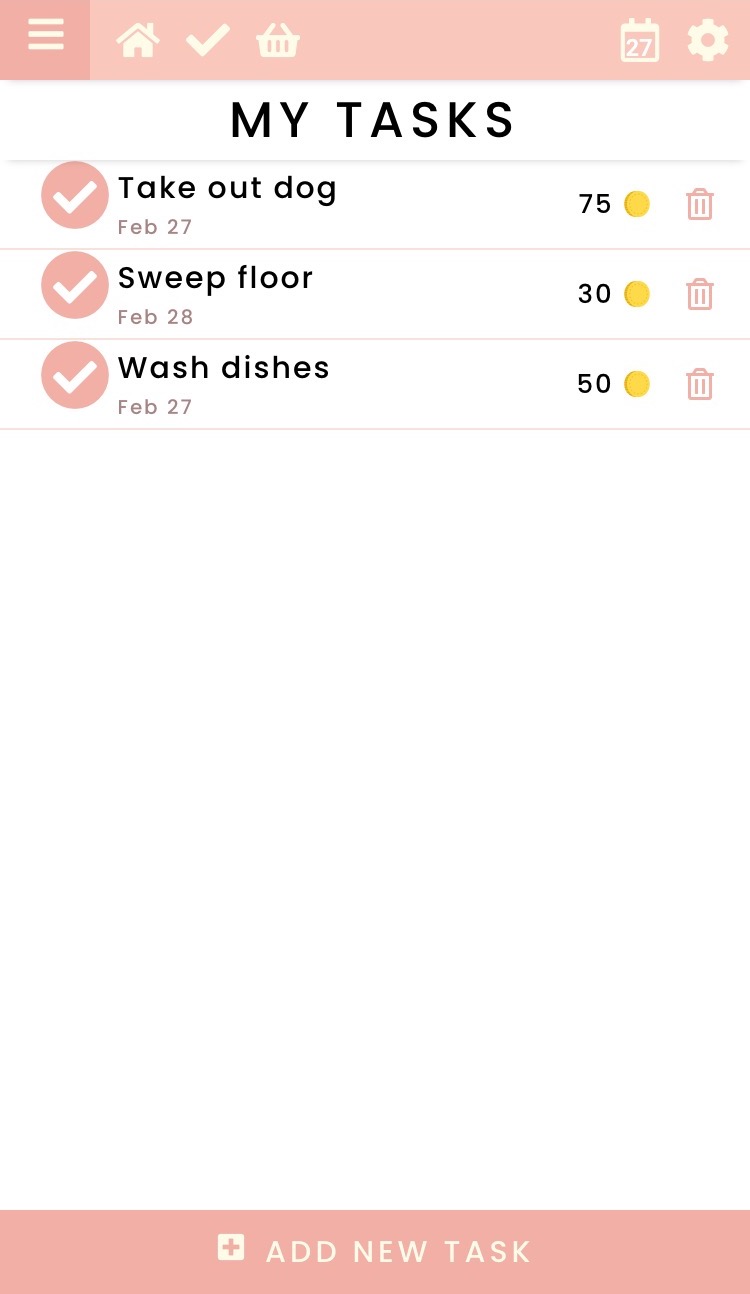 27
MY TASKS
Take out dog
Feb 27
75
Sweep floor
Feb 28
30
Wash dishes
Feb 27
50
ADD NEW TASK